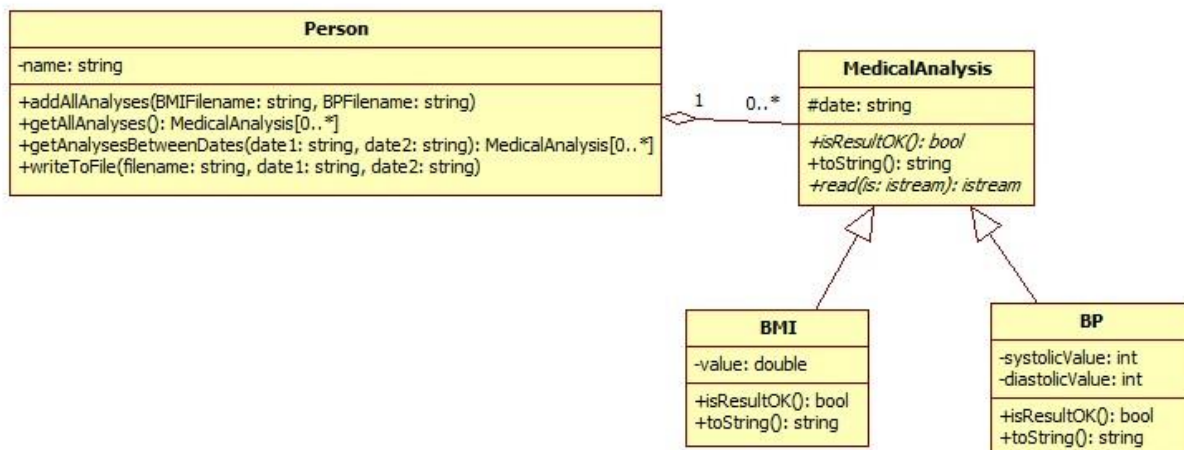 Person
-name: string
+addAllAnalyses(BMIFilename: string, BPFilename: string)
+getAllAnalyses(): MedicalAnalysis[0..*]
+getAnalysesBetweenDates(date1: string, date2: string): MedicalAnalysis[0..*]
+writeToFile(filename: string, date1: string, date2: string)
1
0..*
MedicalAnalysis
#date: string
+isResultOK(): bool
+toString(): string
+read(is: istream): istream
BMI
-value: double
+isResultOK(): bool
+toString(): string
BP
-systolicValue: int
-diastolicValue: int
+isResultOK(): bool
+toString(): string